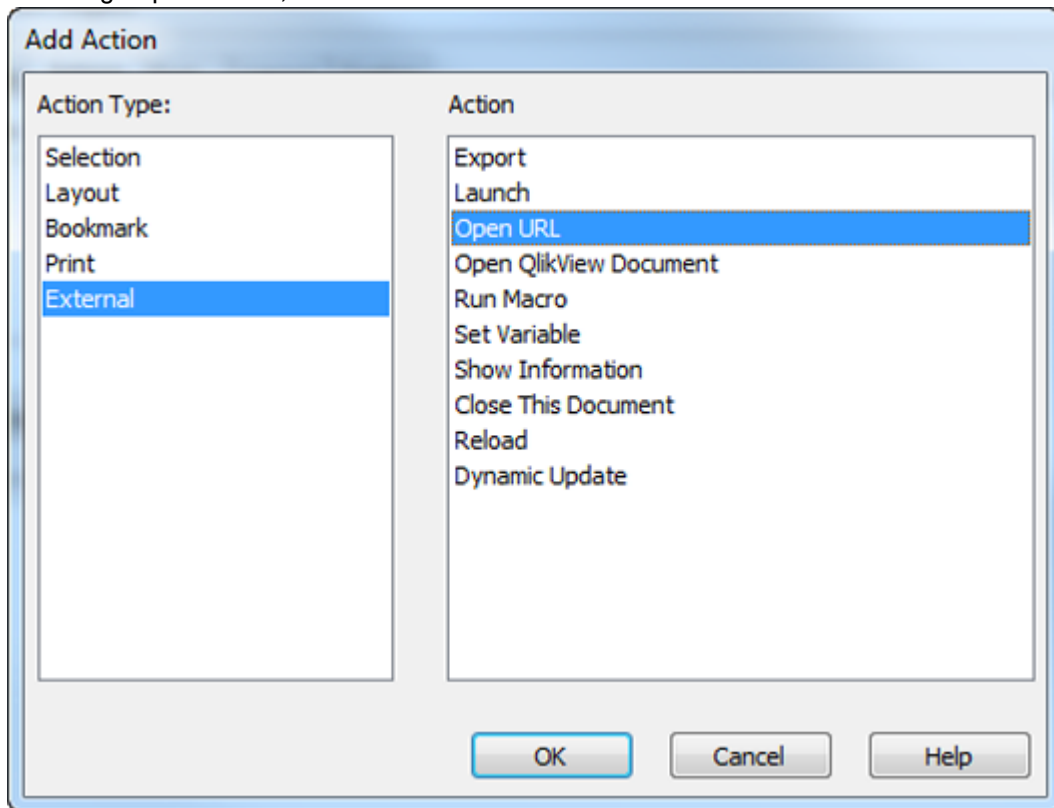 Add Action
Action Type:
Action
Selection
Layout
Bookmark
Print
External
Export
Launch
Open URL
Open QlikView Document
Run Macro
Set Variable
Show Information
Close This Document
Reload
Dynamic Update
OK
Cancel
Help